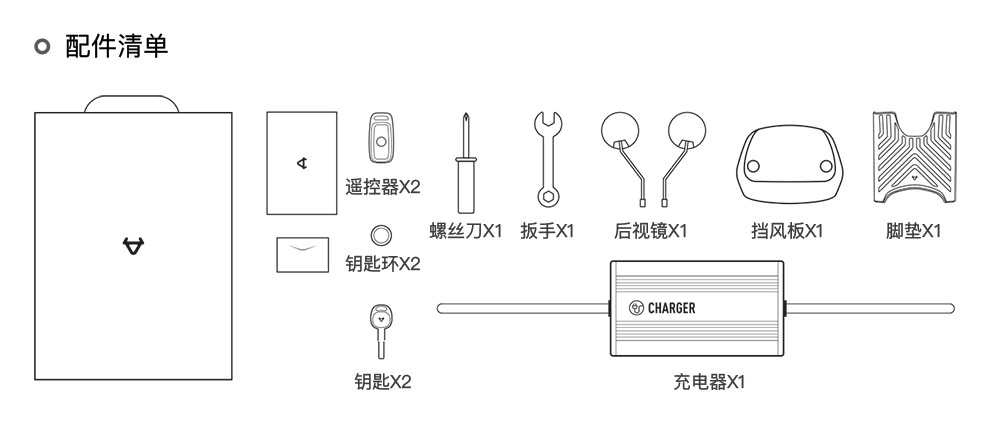 配件清单
遥控器X2
螺丝刀X1
扳手X1
后视镜X1
挡风板X1
脚垫X1
钥匙环X2
CHARGER
钥匙X2
充电器X1